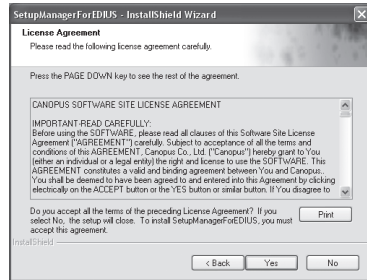 SetupManagerForEDIUS - InstallShield Wizard
License Agreement
Please read the following license agreement carefully.
Press the PAGE DOWN key to see the rest of the agreement.
CANOPUS SOFTWARE SITE LICENSE AGREEMENT
IMPORTANT-READ CAREFULLY:
Before using the SOFTWARE, please read all clauses of this Software Site License
Agreement ("AGREEMENT") carefully. Subject to acceptance of all the terms and
conditions of this AGREEMENT, Canopus Co., Ltd. ("Canopus") hereby grant to You
(either an individual or a legal entity) the right and license to use the SOFTWARE. This
AGREEMENT constitutes a valid and binding agreement between You and Canopus..
You shall be deemed to have been agreed to and entered into this Agreement by clicking
electrically on the ACCEPT button or the YES button or similar button. If You disagree to
Do you accept all the terms of the preceding License Agreement? If you
select No, the setup will close. To install SetupManagerForEDIUS, you must
accept this agreement.
Print
InstallShield
< Back
Yes
No